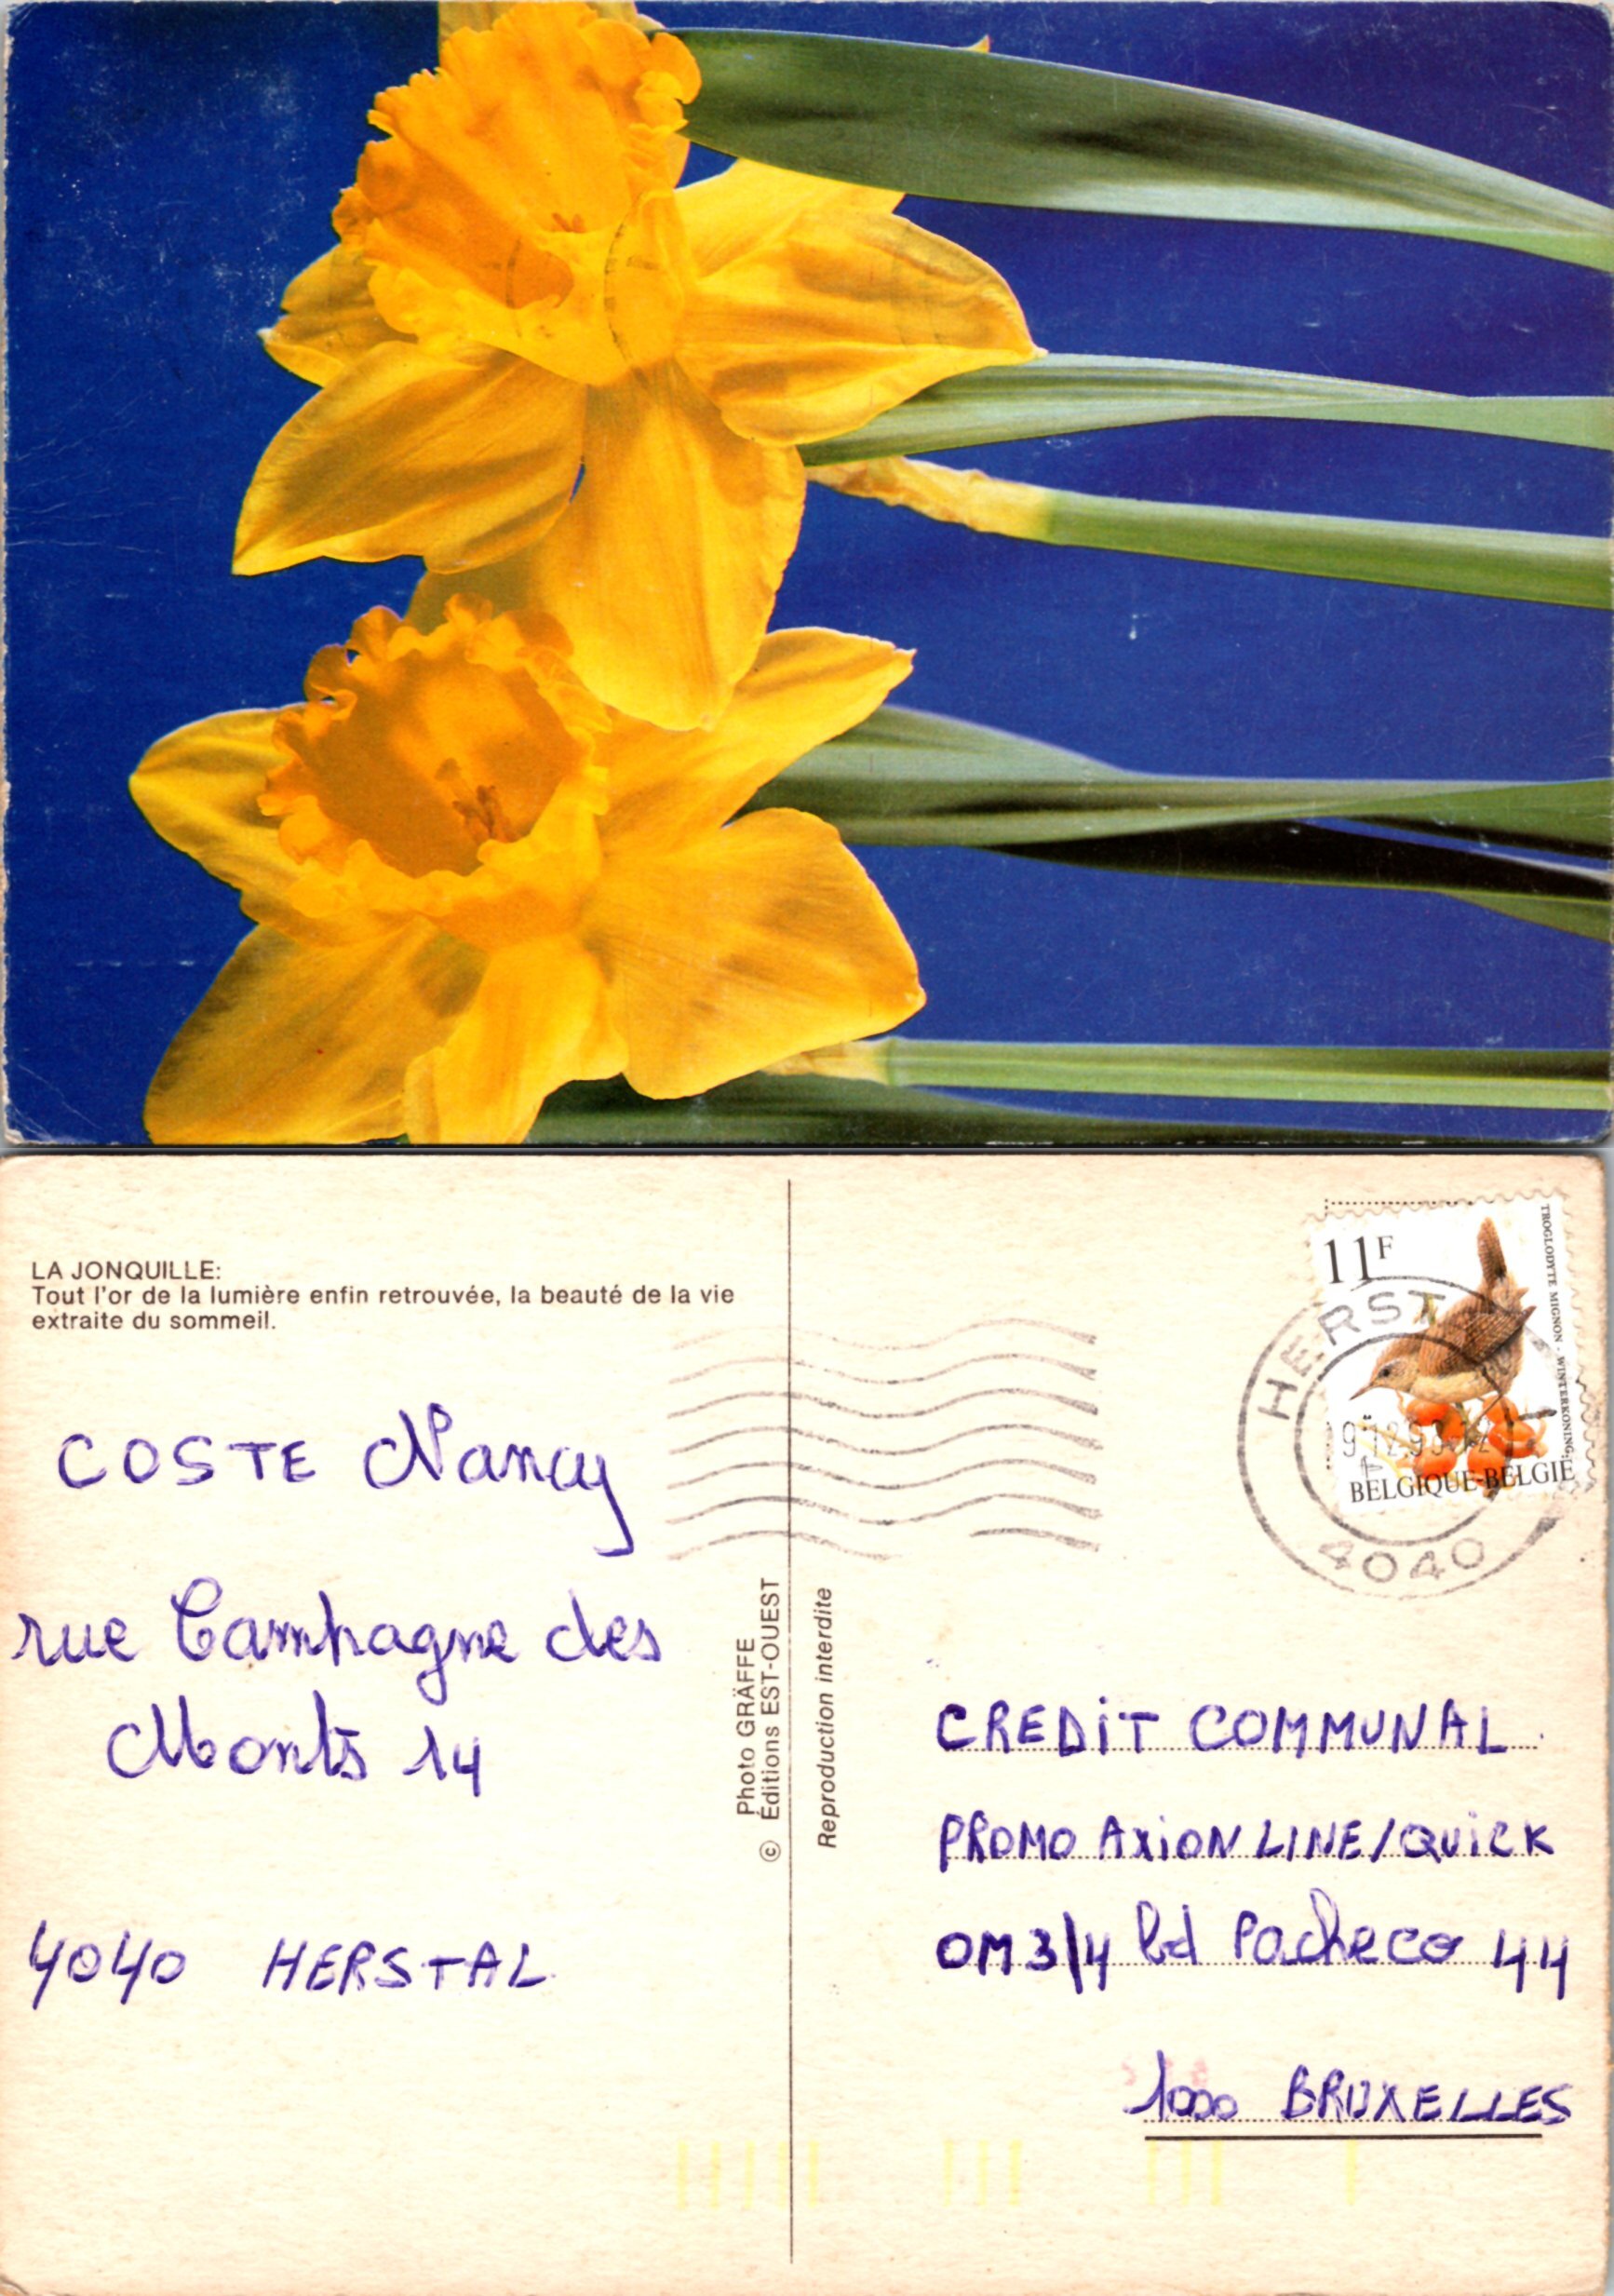 LA JONQUILLE:
Tout l'or de la lumière enfin retrouvée, la beauté de la vie
extraite du sommeil.
COSTE Nancy
rue Campagne des
Monts 14
4040 HERSTAL
Photo GRÄFFE
© Éditions EST-OUEST
Reproduction interdite
11F
TROGLODYTE MIGNON - WINTERKONING
BELGIQUE-BELGIE
HERST
4040
CREDIT COMMUNAL
PROMO AXION LINE/QUICK
OM3/4 bd Pacheco 44
1000 BRUXELLES